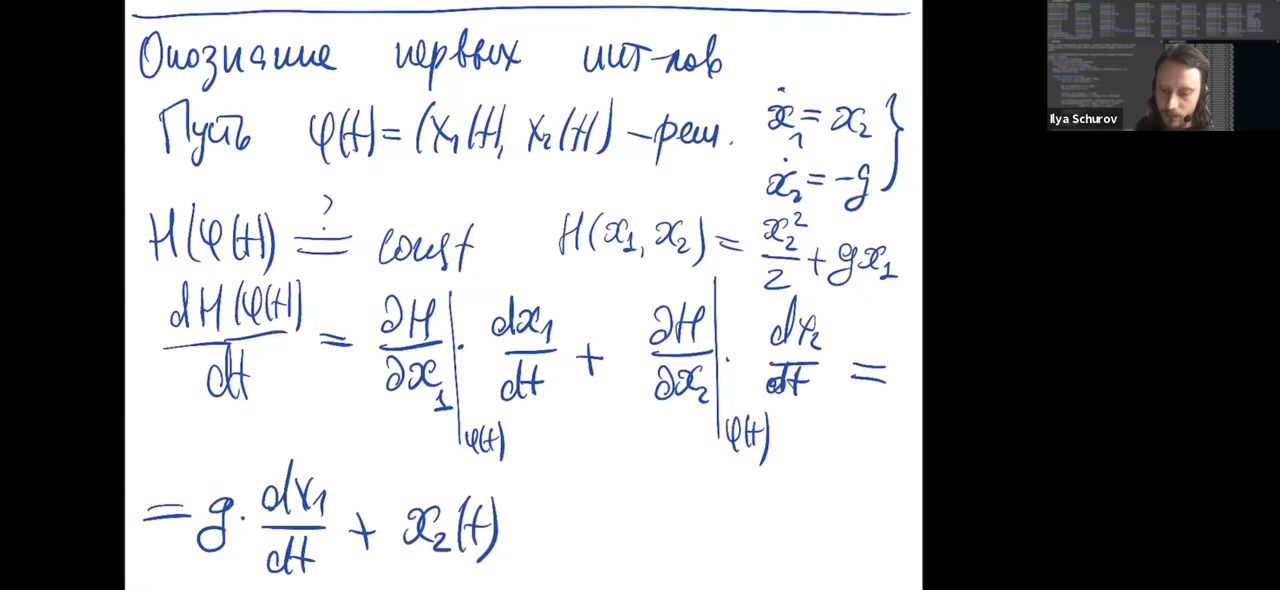 Опознание первых инт-лов
Пусть φ(t) = (x₁(t), x₂(t)) – реш. ẋ₁ = x₂ }
ẋ₂ = -g
H(φ(t)) ≟ const H(x₁, x₂) = x₂²/2 + gx₁
dH(φ(t))/dt = ∂H/∂x₁|φ(t) · dx₁/dt + ∂H/∂x₂|φ(t) · dx₂/dt =
= g · dx₁/dt + x₂(t)
Ilya Schurov